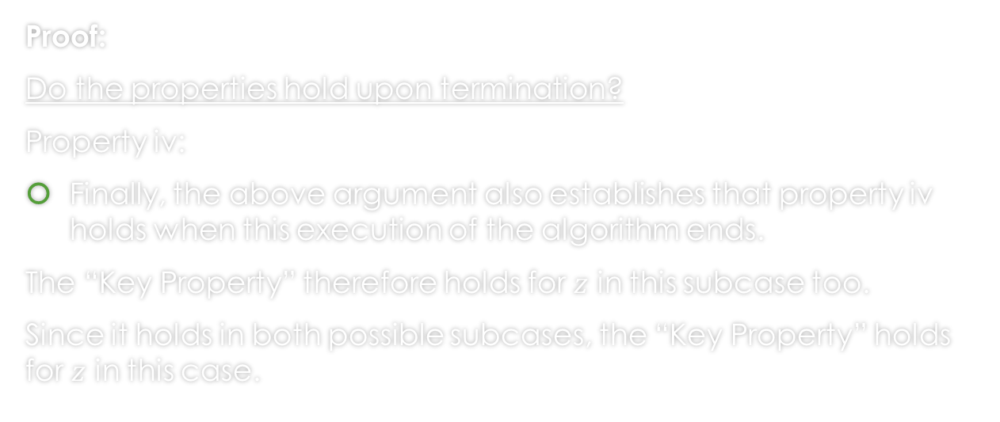 Proof:
Do the properties hold upon termination?
Property iv:
Finally, the above argument also establishes that property iv
holds when this execution of the algorithm ends.
The “Key Property” therefore holds for z in this subcase too.
Since it holds in both possible subcases, the “Key Property” holds
for z in this case.